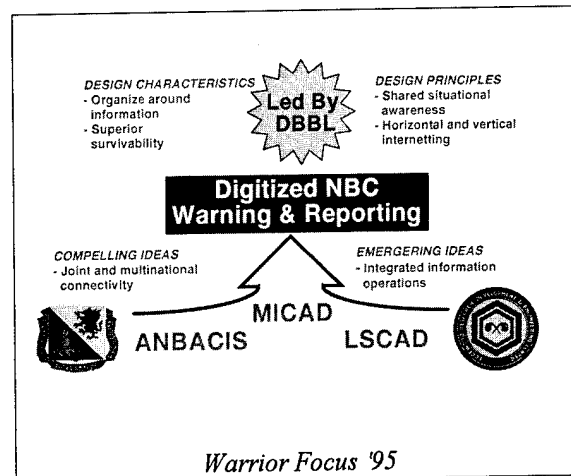 DESIGN CHARACTERISTICS
- Organize around
information
- Superior
survivability
Led By
DBBL
DESIGN PRINCIPLES
- Shared situational
awareness
- Horizontal and vertical
internetting
Digitized NBC
Warning & Reporting
COMPELLING IDEAS
- Joint and multinational
connectivity
EMERGERING IDEAS
- Integrated information
operations
MICAD
ANBACIS
LSCAD
Warrior Focus '95